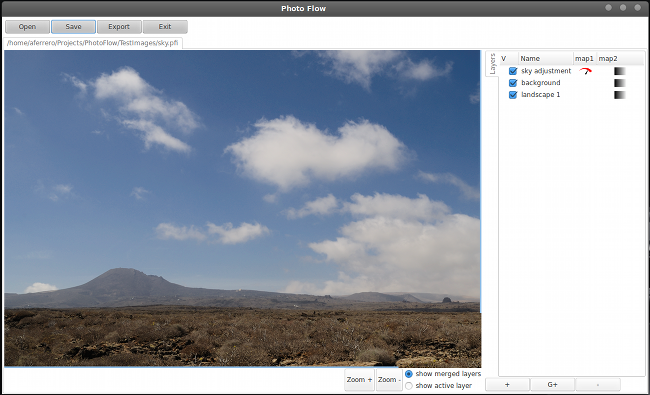 Photo Flow
Open Save Export Exit
/home/aferrero/Projects/PhotoFlow/TestImages/sky.pfi
Layers
V Name map1 map2
sky adjustment
background
landscape 1
Zoom + Zoom -
show merged layers
show active layer
+ G+ -